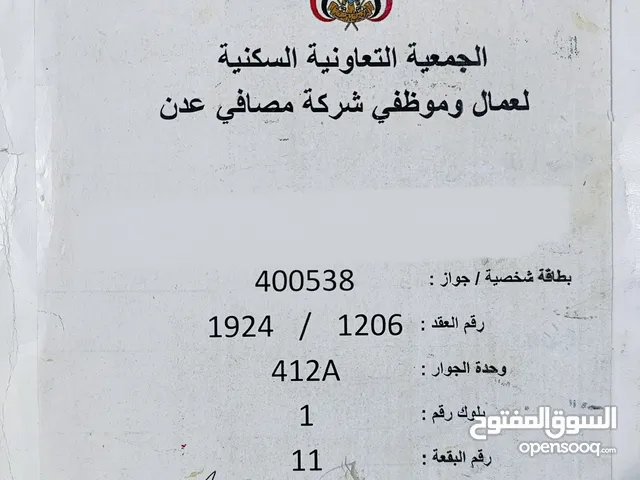 الجمعية التعاونية السكنية
لعمال وموظفي شركة مصافي عدن
بطاقة شخصية / جواز : 400538
رقم العقد : 1206 / 1924
وحدة الجوار : 412A
بلوك رقم : 1
رقم البقعة : 11
السوق المفتوح
opensooq.com